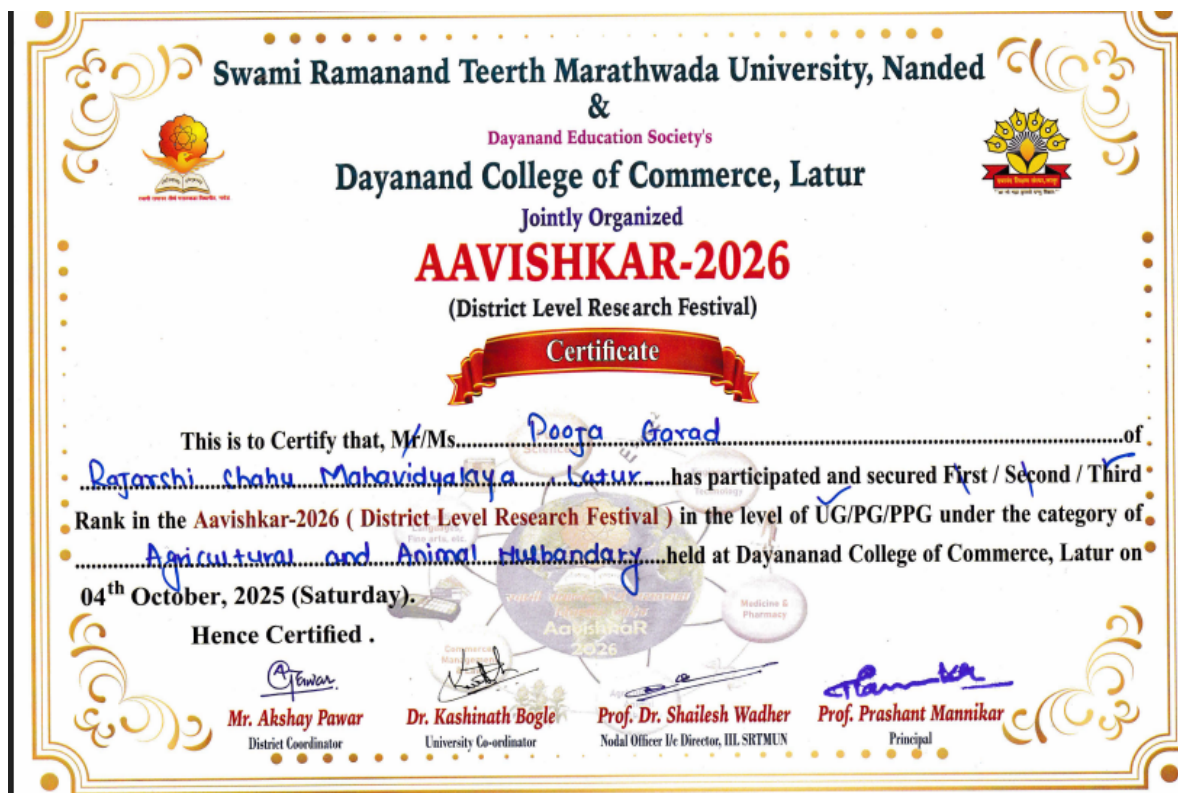 Swami Ramanand Teerth Marathwada University, Nanded
&
Dayanand Education Society's
Dayanand College of Commerce, Latur
Jointly Organized
AAVISHKAR-2026
(District Level Research Festival)
Certificate
This is to Certify that, Mr/Ms. Pooja Garad of
Rajarshi Chahu Mahavidyalaya , Latur has participated and secured First / Second / Third
Rank in the Aavishkar-2026 ( District Level Research Festival ) in the level of UG/PG/PPG under the category of
Agricultural and Animal Husbandary held at Dayananad College of Commerce, Latur on
04th October, 2025 (Saturday).
Hence Certified .
Medicine &
Pharmacy
AavishkaR
2026
Mr. Akshay Pawar
District Coordinator
Dr. Kashinath Bogle
University Co-ordinator
Prof. Dr. Shailesh Wadher
Nodal Officer I/c Director, IIL SRTMUN
Prof. Prashant Mannikar
Principal